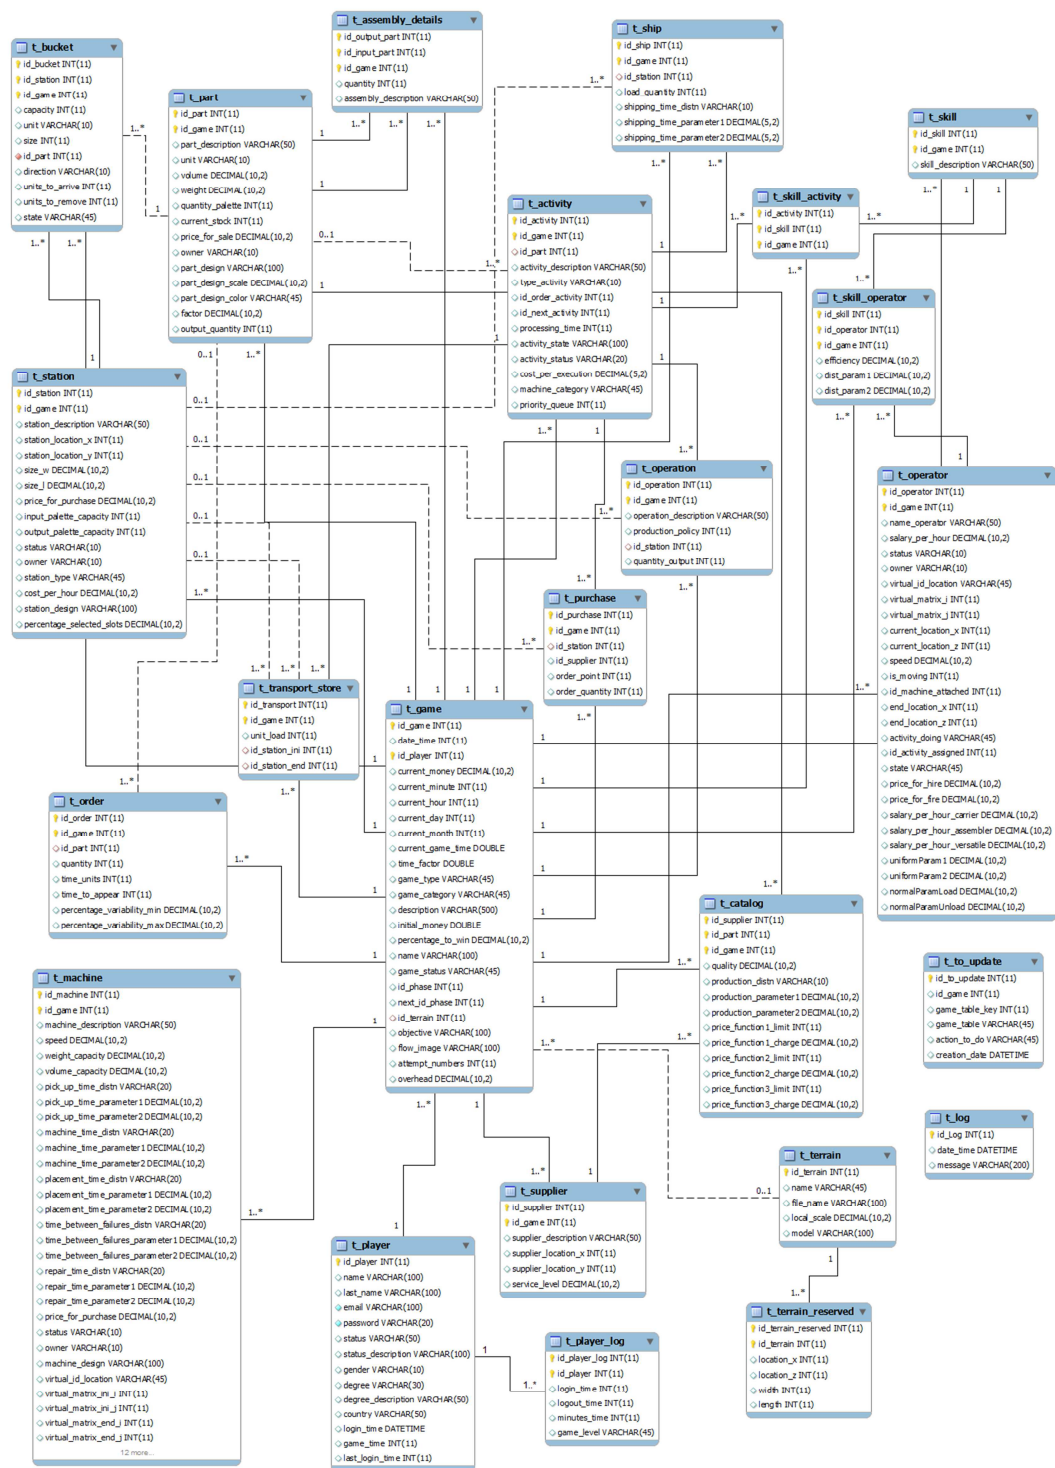 t_bucket
id_bucket INT(11)
id_station INT(11)
id_game INT(11)
capacity INT(11)
unit VARCHAR(10)
size INT(11)
id_part INT(11)
direction VARCHAR(10)
units_to_arrive INT(11)
units_to_remove INT(11)
state VARCHAR(45)
t_part
id_part INT(11)
id_game INT(11)
part_description VARCHAR(50)
unit VARCHAR(10)
volume DECIMAL(10,2)
weight DECIMAL(10,2)
quantity_palette INT(11)
current_stock INT(11)
price_for_sale DECIMAL(10,2)
owner VARCHAR(10)
part_design VARCHAR(100)
part_design_scale DECIMAL(10,2)
part_design_color VARCHAR(45)
factor DECIMAL(10,2)
output_quantity INT(11)
t_assembly_details
id_output_part INT(11)
id_input_part INT(11)
id_game INT(11)
quantity INT(11)
assembly_description VARCHAR(50)
t_ship
id_ship INT(11)
id_game INT(11)
id_station INT(11)
load_quantity INT(11)
shipping_time_distn VARCHAR(10)
shipping_time_parameter1 DECIMAL(5,2)
shipping_time_parameter2 DECIMAL(5,2)
t_skill
id_skill INT(11)
id_game INT(11)
skill_description VARCHAR(50)
t_activity
id_activity INT(11)
id_game INT(11)
id_part INT(11)
activity_description VARCHAR(50)
type_activity VARCHAR(10)
id_order_activity INT(11)
id_next_activity INT(11)
processing_time INT(11)
activity_state VARCHAR(100)
activity_status VARCHAR(20)
cost_per_execution DECIMAL(5,2)
machine_category VARCHAR(45)
priority_queue INT(11)
t_skill_activity
id_activity INT(11)
id_skill INT(11)
id_game INT(11)
t_skill_operator
id_skill INT(11)
id_operator INT(11)
id_game INT(11)
efficiency DECIMAL(10,2)
dist_param1 DECIMAL(10,2)
dist_param2 DECIMAL(10,2)
t_station
id_station INT(11)
id_game INT(11)
station_description VARCHAR(50)
station_location_x INT(11)
station_location_y INT(11)
size_w DECIMAL(10,2)
size_l DECIMAL(10,2)
price_for_purchase DECIMAL(10,2)
input_palette_capacity INT(11)
output_palette_capacity INT(11)
status VARCHAR(10)
owner VARCHAR(10)
station_type VARCHAR(45)
cost_per_hour DECIMAL(10,2)
station_design VARCHAR(100)
percentage_selected_slots DECIMAL(10,2)
t_operation
id_operation INT(11)
id_game INT(11)
operation_description VARCHAR(50)
production_policy INT(11)
id_station INT(11)
quantity_output INT(11)
t_operator
id_operator INT(11)
id_game INT(11)
name_operator VARCHAR(50)
salary_per_hour DECIMAL(10,2)
status VARCHAR(10)
owner VARCHAR(10)
virtual_id_location VARCHAR(45)
virtual_matrix_i INT(11)
virtual_matrix_j INT(11)
current_location_x INT(11)
current_location_z INT(11)
speed DECIMAL(10,2)
is_moving INT(11)
id_machine_attached INT(11)
end_location_x INT(11)
end_location_z INT(11)
activity_doing VARCHAR(45)
id_activity_assigned INT(11)
state VARCHAR(45)
price_for_hire DECIMAL(10,2)
price_for_fire DECIMAL(10,2)
salary_per_hour_carrier DECIMAL(10,2)
salary_per_hour_assembler DECIMAL(10,2)
salary_per_hour_versatile DECIMAL(10,2)
uniformParam1 DECIMAL(10,2)
uniformParam2 DECIMAL(10,2)
normalParamLoad DECIMAL(10,2)
normalParamUnload DECIMAL(10,2)
t_purchase
id_purchase INT(11)
id_game INT(11)
id_station INT(11)
id_supplier INT(11)
order_point INT(11)
order_quantity INT(11)
t_transport_store
id_transport INT(11)
id_game INT(11)
unit_load INT(11)
id_station_ini INT(11)
id_station_end INT(11)
t_game
id_game INT(11)
date_time INT(11)
id_player INT(11)
current_money DECIMAL(10,2)
current_minute INT(11)
current_hour INT(11)
current_day INT(11)
current_month INT(11)
current_game_time DOUBLE
time_factor DOUBLE
game_type VARCHAR(45)
game_category VARCHAR(45)
description VARCHAR(500)
initial_money DOUBLE
percentage_to_win DECIMAL(10,2)
name VARCHAR(100)
game_status VARCHAR(45)
id_phase INT(11)
next_id_phase INT(11)
id_terrain INT(11)
objective VARCHAR(100)
flow_image VARCHAR(100)
attempt_numbers INT(11)
overhead DECIMAL(10,2)
t_order
id_order INT(11)
id_game INT(11)
id_part INT(11)
quantity INT(11)
time_units INT(11)
time_to_appear INT(11)
percentage_variability_min DECIMAL(10,2)
percentage_variability_max DECIMAL(10,2)
t_catalog
id_supplier INT(11)
id_part INT(11)
id_game INT(11)
quality DECIMAL(10,2)
production_distn VARCHAR(10)
production_parameter1 DECIMAL(10,2)
production_parameter2 DECIMAL(10,2)
price_function1_limit INT(11)
price_function1_charge DECIMAL(10,2)
price_function2_limit INT(11)
price_function2_charge DECIMAL(10,2)
price_function3_limit INT(11)
price_function3_charge DECIMAL(10,2)
t_to_update
id_to_update INT(11)
id_game INT(11)
game_table_key INT(11)
game_table VARCHAR(45)
action_to_do VARCHAR(45)
creation_date DATETIME
t_machine
id_machine INT(11)
id_game INT(11)
machine_description VARCHAR(50)
speed DECIMAL(10,2)
weight_capacity DECIMAL(10,2)
volume_capacity DECIMAL(10,2)
pick_up_time_distn VARCHAR(20)
pick_up_time_parameter1 DECIMAL(10,2)
pick_up_time_parameter2 DECIMAL(10,2)
machine_time_distn VARCHAR(20)
machine_time_parameter1 DECIMAL(10,2)
machine_time_parameter2 DECIMAL(10,2)
placement_time_distn VARCHAR(20)
placement_time_parameter1 DECIMAL(10,2)
placement_time_parameter2 DECIMAL(10,2)
time_between_failures_distn VARCHAR(20)
time_between_failures_parameter1 DECIMAL(10,2)
time_between_failures_parameter2 DECIMAL(10,2)
repair_time_distn VARCHAR(20)
repair_time_parameter1 DECIMAL(10,2)
repair_time_parameter2 DECIMAL(10,2)
price_for_purchase DECIMAL(10,2)
status VARCHAR(10)
owner VARCHAR(10)
machine_design VARCHAR(100)
virtual_id_location VARCHAR(45)
virtual_matrix_ini_i INT(11)
virtual_matrix_ini_j INT(11)
virtual_matrix_end_i INT(11)
virtual_matrix_end_j INT(11)
12 more...
t_log
id_Log INT(11)
date_time DATETIME
message VARCHAR(200)
t_terrain
id_terrain INT(11)
name VARCHAR(45)
file_name VARCHAR(100)
local_scale DECIMAL(10,2)
model VARCHAR(100)
t_supplier
id_supplier INT(11)
id_game INT(11)
supplier_description VARCHAR(50)
supplier_location_x INT(11)
supplier_location_y INT(11)
service_level DECIMAL(10,2)
t_player
id_player INT(11)
name VARCHAR(100)
last_name VARCHAR(100)
email VARCHAR(100)
password VARCHAR(20)
status VARCHAR(50)
status_description VARCHAR(100)
gender VARCHAR(10)
degree VARCHAR(30)
degree_description VARCHAR(50)
country VARCHAR(50)
login_time DATETIME
game_time INT(11)
last_login_time INT(11)
t_player_log
id_player_log INT(11)
id_player INT(11)
login_time INT(11)
logout_time INT(11)
minutes_time INT(11)
game_level VARCHAR(45)
t_terrain_reserved
id_terrain_reserved INT(11)
id_terrain INT(11)
location_x INT(11)
location_z INT(11)
width INT(11)
length INT(11)